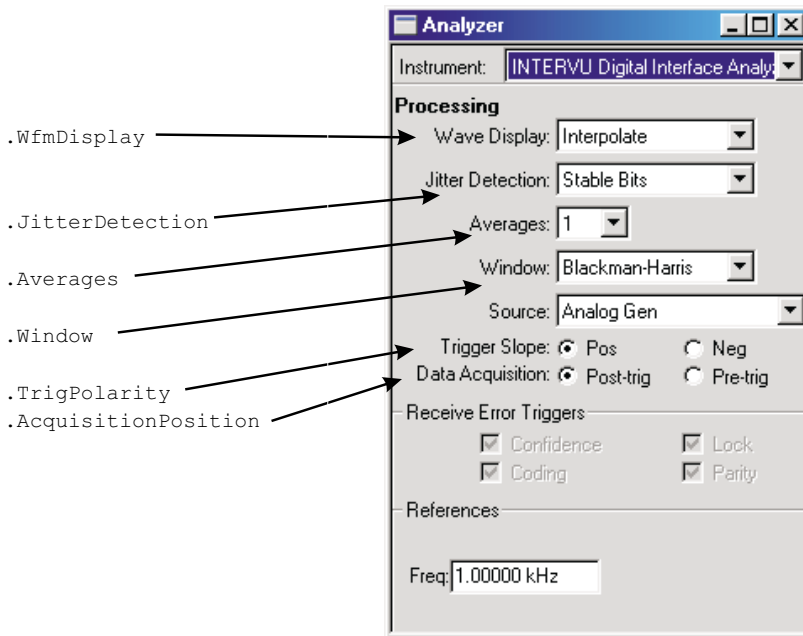 Analyzer
Instrument: INTERVU Digital Interface Analy
Processing
.WfmDisplay
Wave Display: Interpolate
Jitter Detection: Stable Bits
.JitterDetection
Averages: 1
.Averages
Window: Blackman-Harris
Source: Analog Gen
.Window
Trigger Slope: Pos Neg
Data Acquisition: Post-trig Pre-trig
.TrigPolarity
.AcquisitionPosition
Receive Error Triggers
Confidence Lock
Coding Parity
References
Freq: 1.00000 kHz